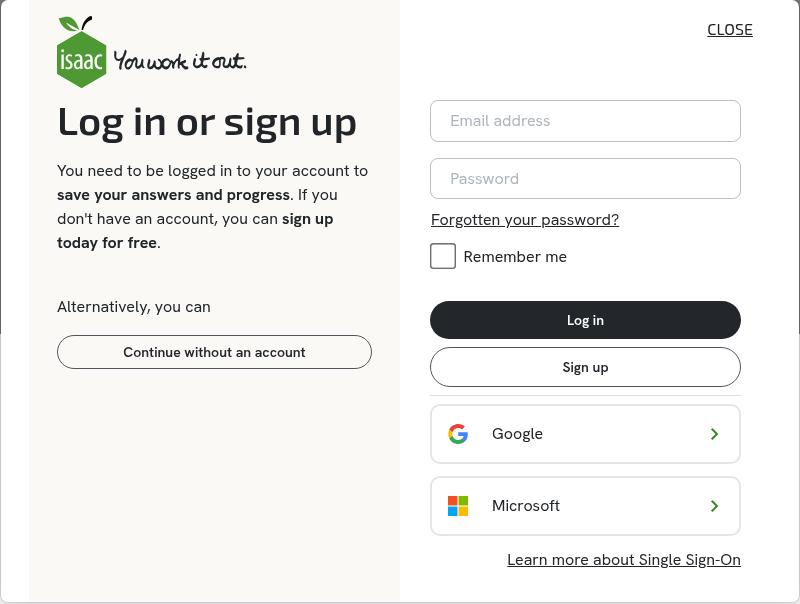 isaac You work it out.
Log in or sign up
You need to be logged in to your account to
save your answers and progress. If you
don't have an account, you can sign up
today for free.
Alternatively, you can
Continue without an account
CLOSE
Email address
Password
Forgotten your password?
Remember me
Log in
Sign up
Google
Microsoft
Learn more about Single Sign-On